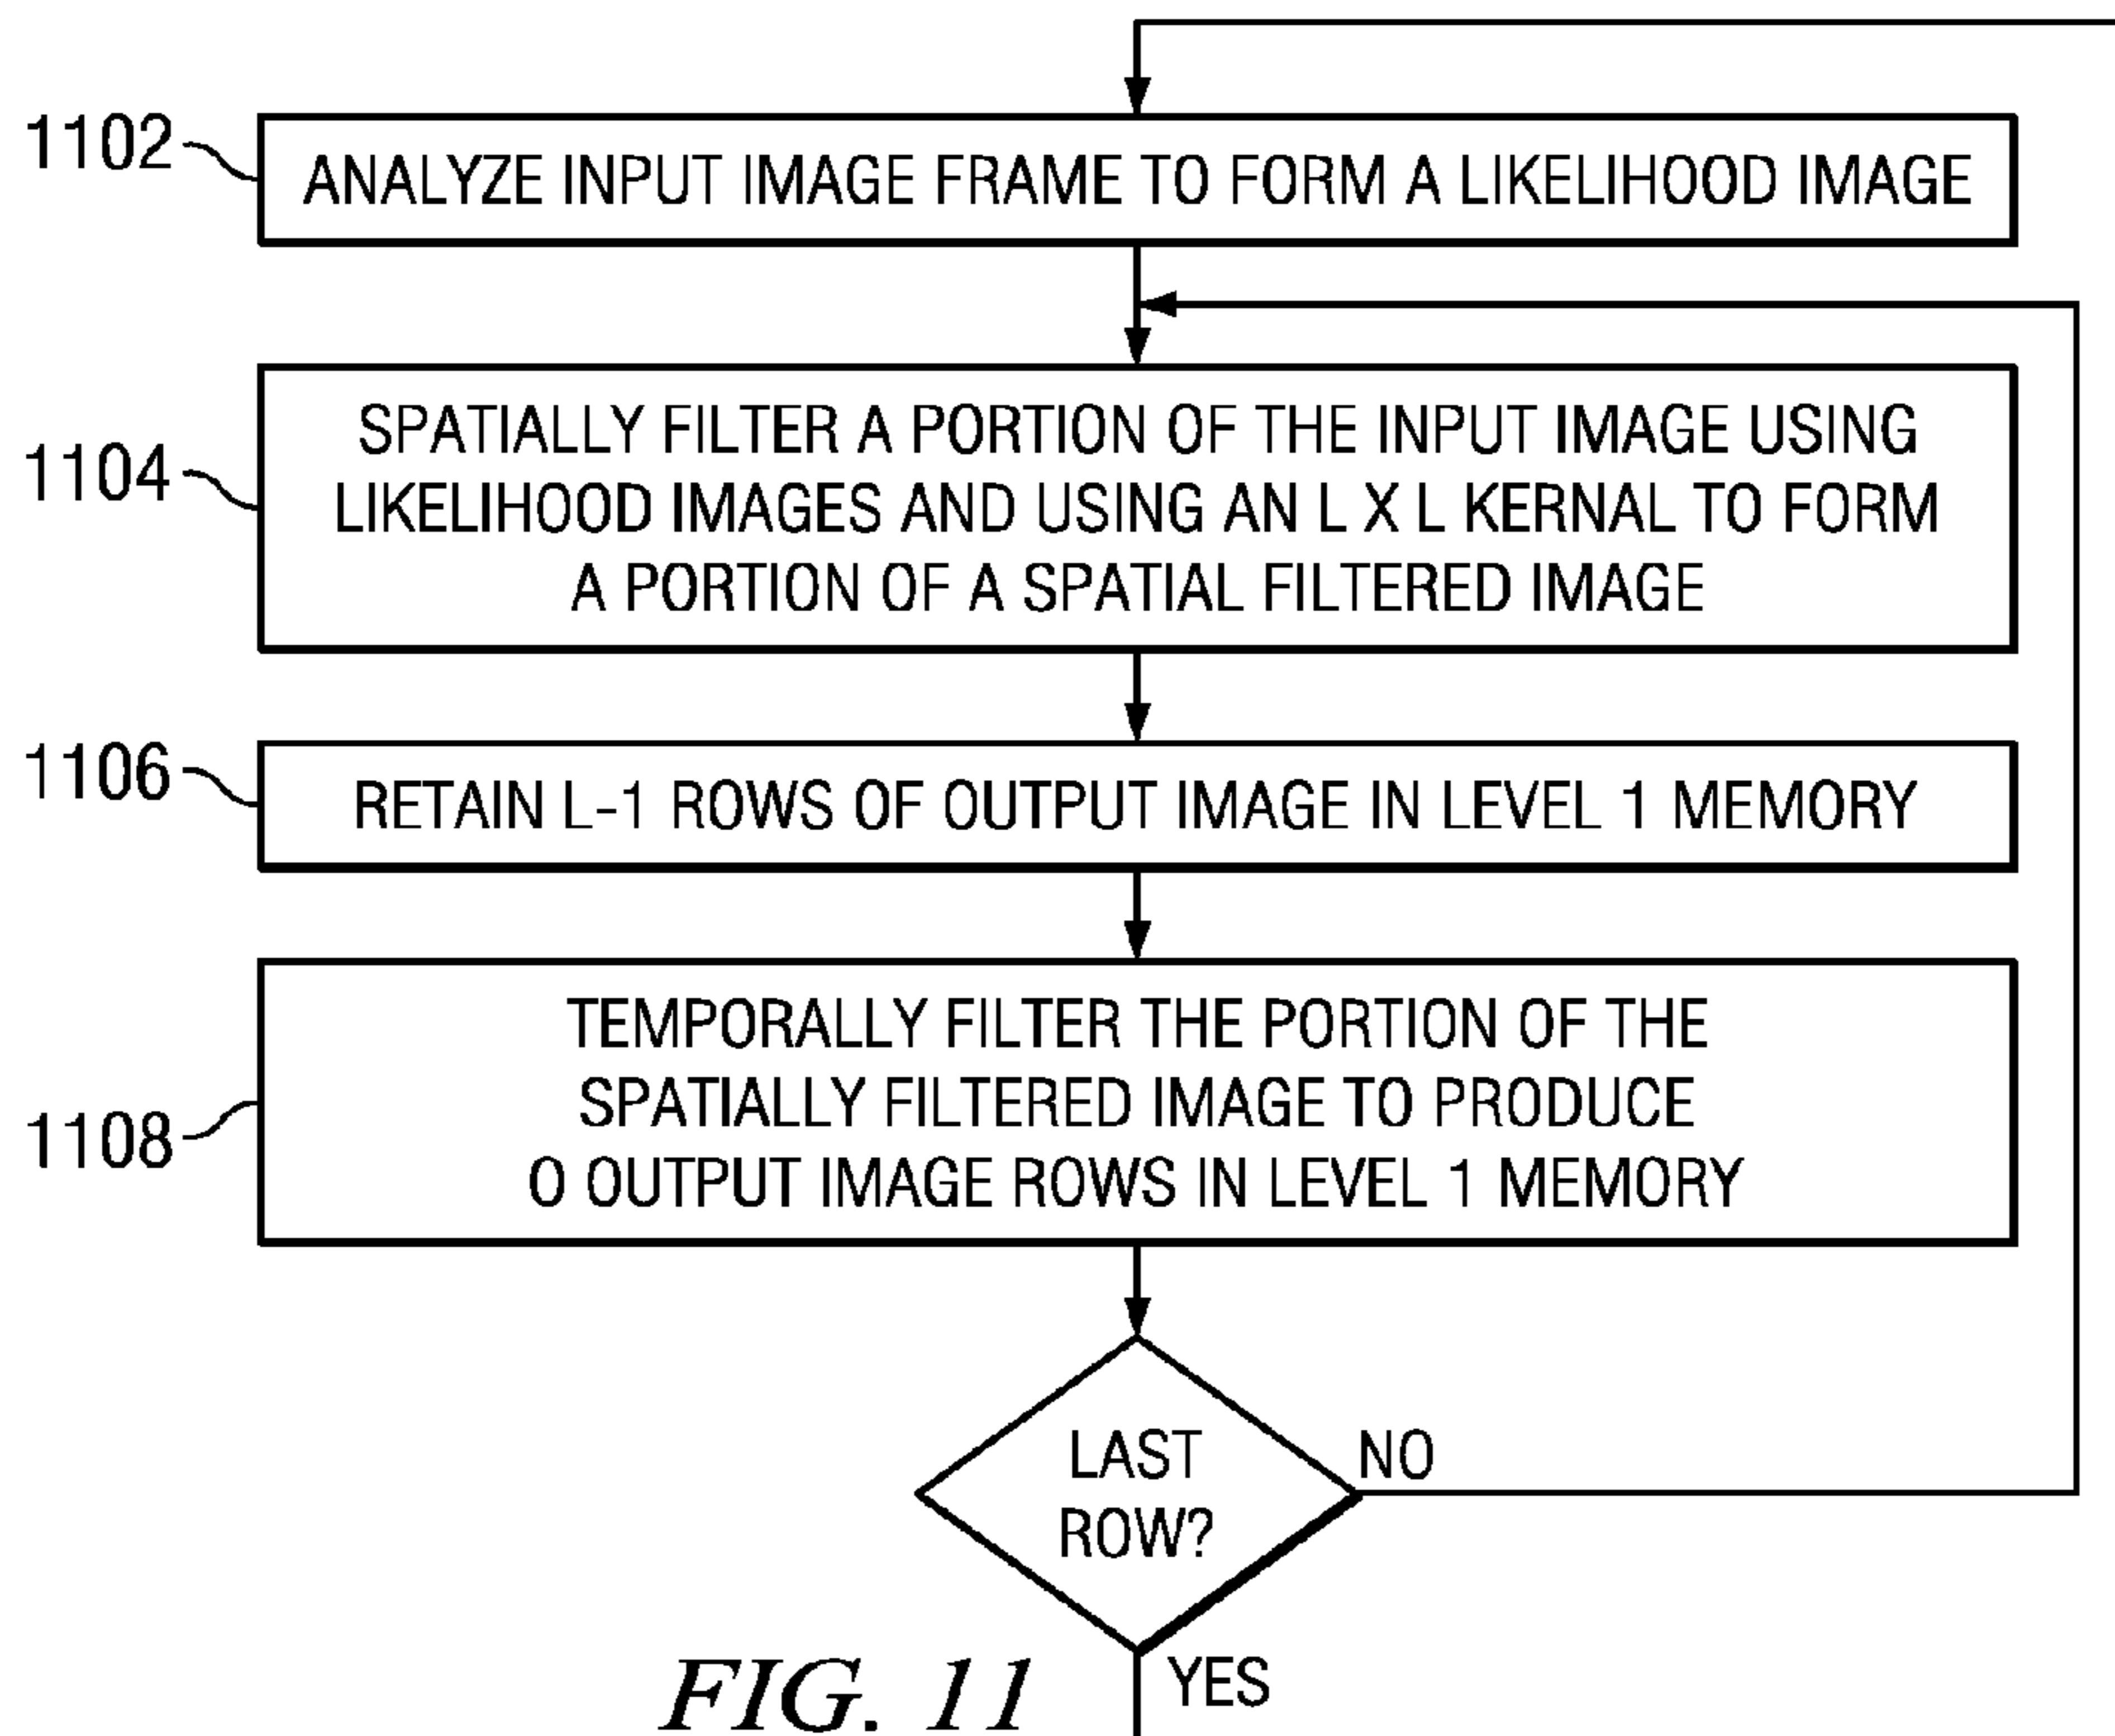 1102
ANALYZE INPUT IMAGE FRAME TO FORM A LIKELIHOOD IMAGE
1104
SPATIALLY FILTER A PORTION OF THE INPUT IMAGE USING
LIKELIHOOD IMAGES AND USING AN L X L KERNAL TO FORM
A PORTION OF A SPATIAL FILTERED IMAGE
1106
RETAIN L-1 ROWS OF OUTPUT IMAGE IN LEVEL 1 MEMORY
1108
TEMPORALLY FILTER THE PORTION OF THE
SPATIALLY FILTERED IMAGE TO PRODUCE
O OUTPUT IMAGE ROWS IN LEVEL 1 MEMORY
LAST
ROW?
NO
YES
FIG. 11